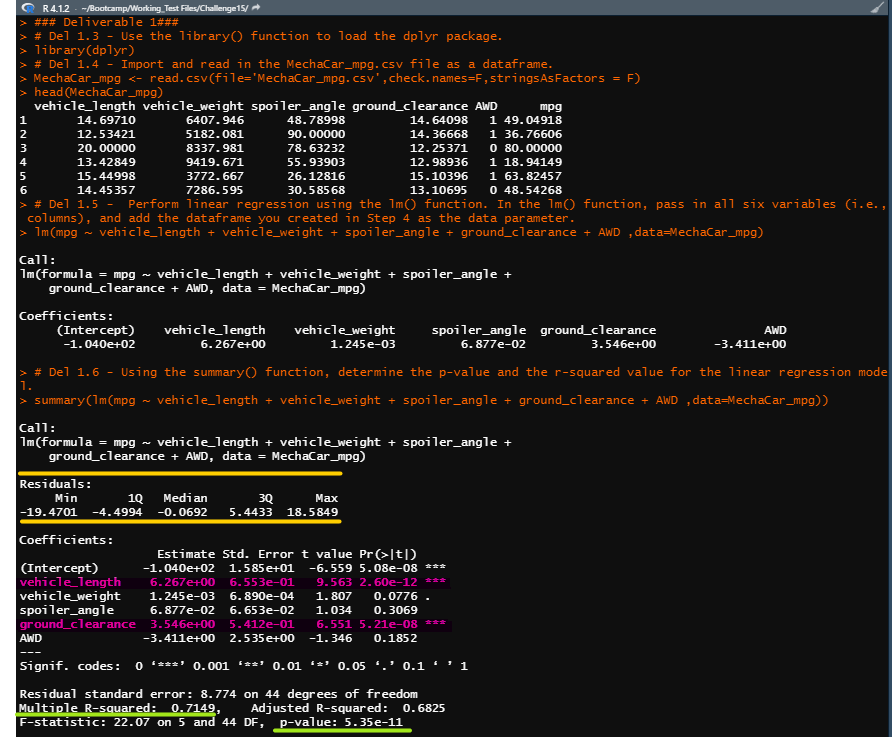 R 4.1.2 · ~/Bootcamp/Working_Test Files/Challenge15/
> ### Deliverable 1###
> # Del 1.3 - Use the library() function to load the dplyr package.
> library(dplyr)
> # Del 1.4 - Import and read in the MechaCar_mpg.csv file as a dataframe.
> MechaCar_mpg <- read.csv(file='MechaCar_mpg.csv',check.names=F,stringsAsFactors = F)
> head(MechaCar_mpg)
  vehicle_length vehicle_weight spoiler_angle ground_clearance AWD      mpg
1       14.69710       6407.946      48.78998         14.64098   1 49.04918
2       12.53421       5182.081      90.00000         14.36668   1 36.76606
3       20.00000       8337.981      78.63232         12.25371   0 80.00000
4       13.42849       9419.671      55.93903         12.98936   1 18.94149
5       15.44998       3772.667      26.12816         15.10396   1 63.82457
6       14.45357       7286.595      30.58568         13.10695   0 48.54268
> # Del 1.5 -  Perform linear regression using the lm() function. In the lm() function, pass in all six variables (i.e.,
 columns), and add the dataframe you created in Step 4 as the data parameter.
> lm(mpg ~ vehicle_length + vehicle_weight + spoiler_angle + ground_clearance + AWD ,data=MechaCar_mpg)
Call:
lm(formula = mpg ~ vehicle_length + vehicle_weight + spoiler_angle +
    ground_clearance + AWD, data = MechaCar_mpg)
Coefficients:
     (Intercept)    vehicle_length    vehicle_weight     spoiler_angle  ground_clearance               AWD
      -1.040e+02         6.267e+00         1.245e-03         6.877e-02         3.546e+00        -3.411e+00
> # Del 1.6 - Using the summary() function, determine the p-value and the r-squared value for the linear regression mode
l.
> summary(lm(mpg ~ vehicle_length + vehicle_weight + spoiler_angle + ground_clearance + AWD ,data=MechaCar_mpg))
Call:
lm(formula = mpg ~ vehicle_length + vehicle_weight + spoiler_angle +
    ground_clearance + AWD, data = MechaCar_mpg)
Residuals:
     Min       1Q   Median       3Q      Max
-19.4701  -4.4994  -0.0692   5.4433  18.5849
Coefficients:
                   Estimate Std. Error t value Pr(>|t|)
(Intercept)      -1.040e+02  1.585e+01  -6.559 5.08e-08 ***
vehicle_length    6.267e+00  6.553e-01   9.563 2.60e-12 ***
vehicle_weight    1.245e-03  6.890e-04   1.807   0.0776 .
spoiler_angle     6.877e-02  6.653e-02   1.034   0.3069
ground_clearance  3.546e+00  5.412e-01   6.551 5.21e-08 ***
AWD              -3.411e+00  2.535e+00  -1.346   0.1852
---
Signif. codes:  0 ‘***’ 0.001 ‘**’ 0.01 ‘*’ 0.05 ‘.’ 0.1 ‘ ’ 1
Residual standard error: 8.774 on 44 degrees of freedom
Multiple R-squared:  0.7149,    Adjusted R-squared:  0.6825
F-statistic: 22.07 on 5 and 44 DF,  p-value: 5.35e-11